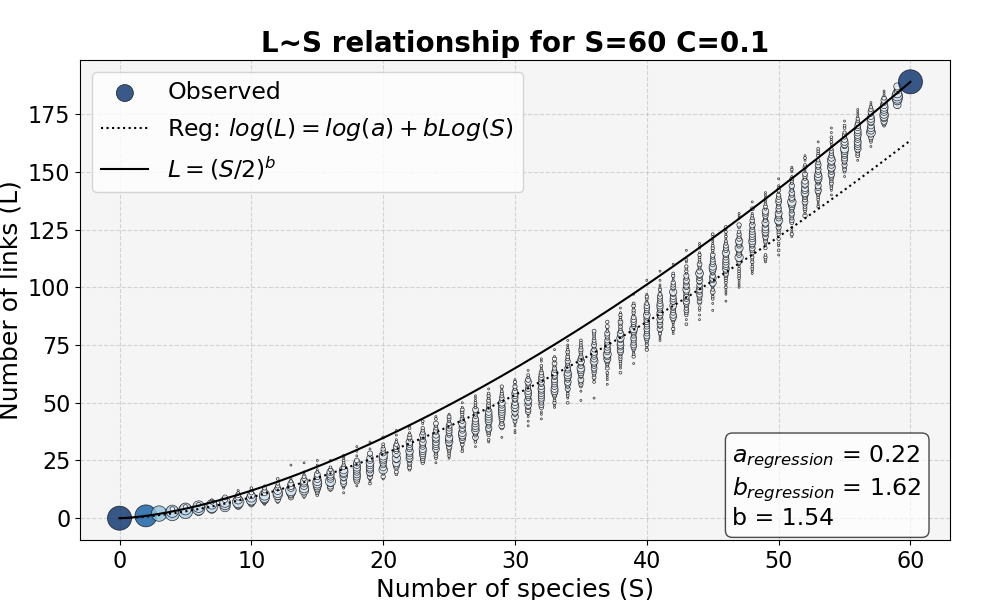 L~S relationship for S=60 C=0.1
Observed
Reg: log(L) = log(a) + bLog(S)
L = (S/2)^b
Number of links (L)
175
150
125
100
75
50
25
0
a_regression = 0.22
b_regression = 1.62
b = 1.54
0 10 20 30 40 50 60
Number of species (S)